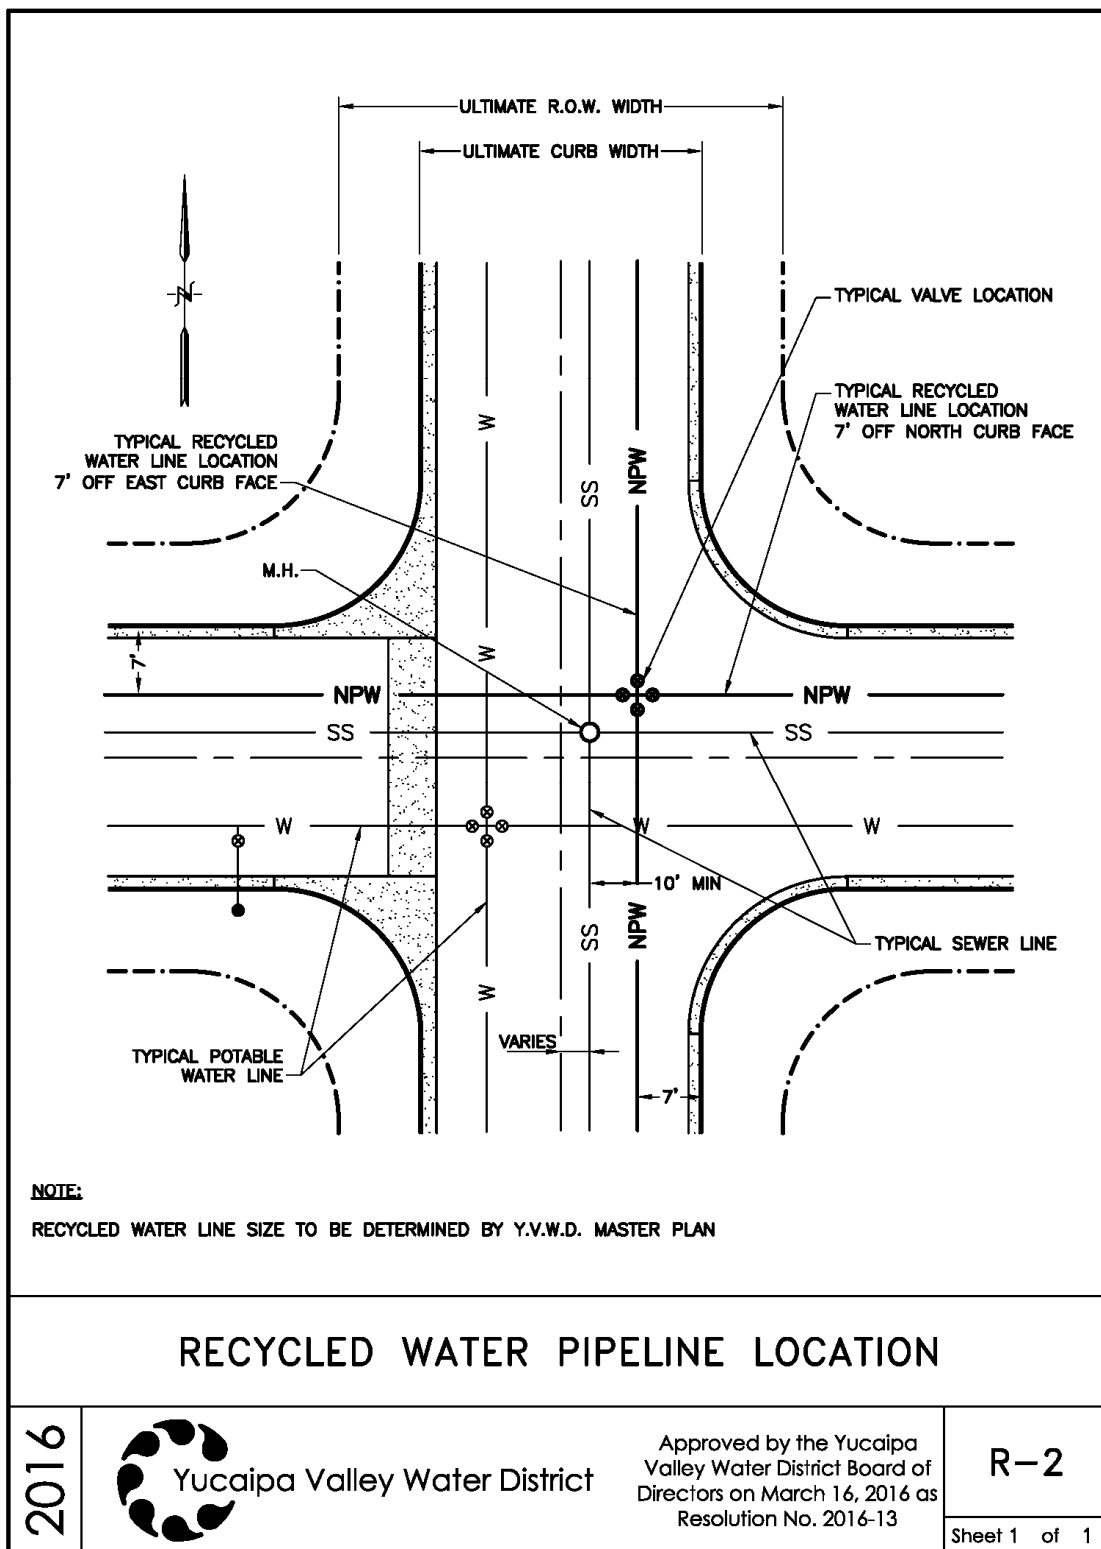 ULTIMATE R.O.W. WIDTH
ULTIMATE CURB WIDTH
N
TYPICAL VALVE LOCATION
TYPICAL RECYCLED
WATER LINE LOCATION
7' OFF NORTH CURB FACE
TYPICAL RECYCLED
WATER LINE LOCATION
7' OFF EAST CURB FACE
W
SS
NPW
M.H.
7'
W
NPW
NPW
SS
SS
W
W
W
10' MIN
SS
NPW
TYPICAL SEWER LINE
W
VARIES
TYPICAL POTABLE
WATER LINE
7'
NOTE:
RECYCLED WATER LINE SIZE TO BE DETERMINED BY Y.V.W.D. MASTER PLAN
RECYCLED WATER PIPELINE LOCATION
2016
Yucaipa Valley Water District
Approved by the Yucaipa
Valley Water District Board of
Directors on March 16, 2016 as
Resolution No. 2016-13
R-2
Sheet 1 of 1